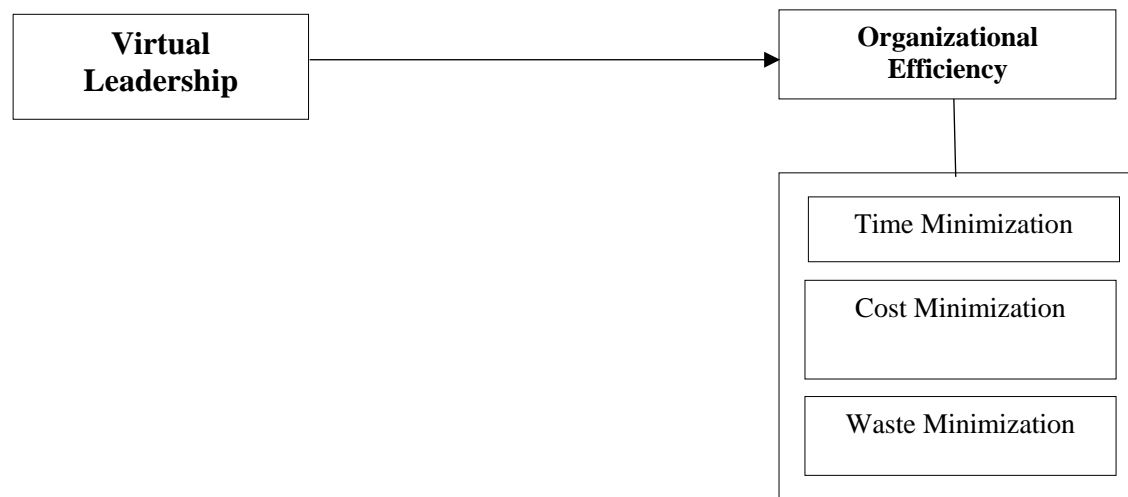 Virtual
Leadership
Organizational
Efficiency
Time Minimization
Cost Minimization
Waste Minimization